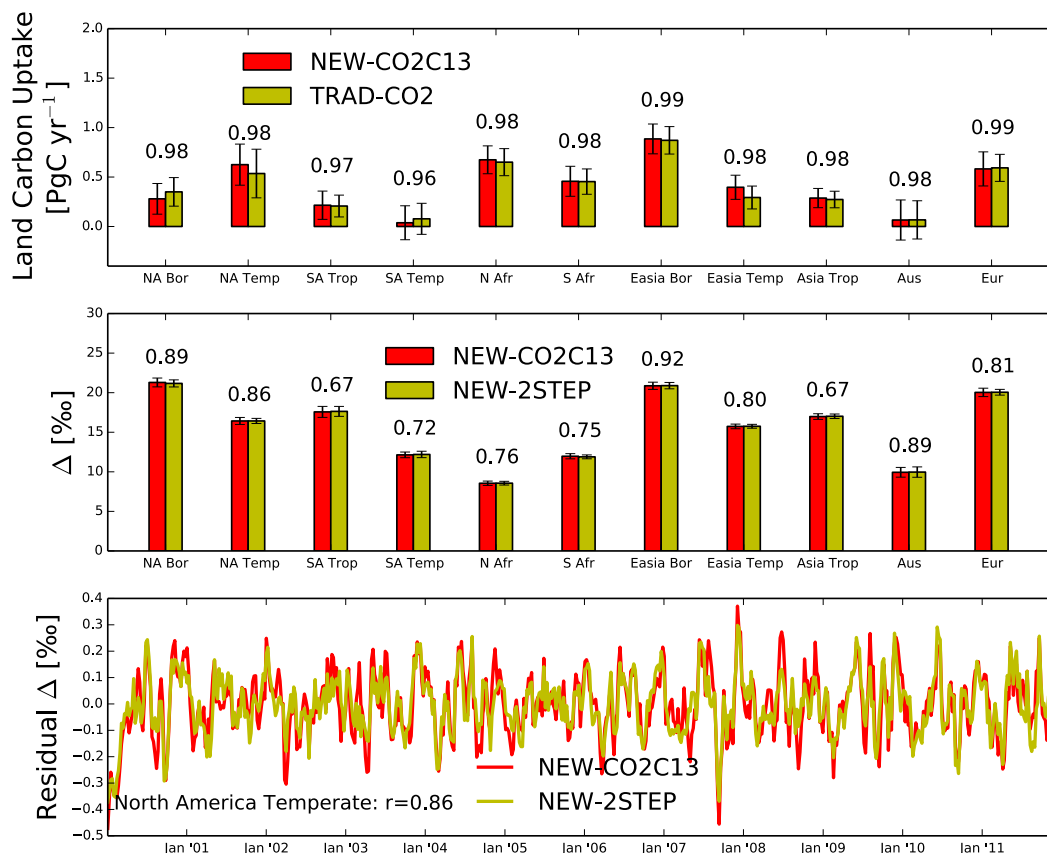 Land Carbon Uptake
[PgC yr−1]
2.0
1.5
1.0
0.5
0.0
NEW-CO2C13
TRAD-CO2
0.98
0.98
0.97
0.96
0.98
0.98
0.99
0.98
0.98
0.98
0.99
NA Bor
NA Temp
SA Trop
SA Temp
N Afr
S Afr
Easia Bor
Easia Temp
Asia Trop
Aus
Eur
Δ [‰]
30
25
20
15
10
5
0
NEW-CO2C13
NEW-2STEP
0.89
0.86
0.67
0.72
0.76
0.75
0.92
0.80
0.67
0.89
0.81
NA Bor
NA Temp
SA Trop
SA Temp
N Afr
S Afr
Easia Bor
Easia Temp
Asia Trop
Aus
Eur
Residual Δ [‰]
0.4
0.3
0.2
0.1
0.0
−0.1
−0.2
−0.3
−0.4
−0.5
NEW-CO2C13
NEW-2STEP
North America Temperate: r=0.86
Jan '01
Jan '02
Jan '03
Jan '04
Jan '05
Jan '06
Jan '07
Jan '08
Jan '09
Jan '10
Jan '11